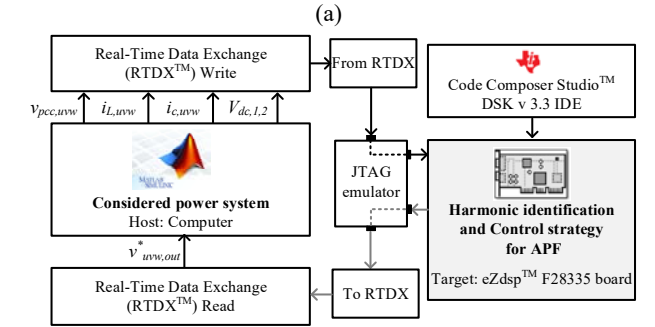 (a)
Real-Time Data Exchange
(RTDX™) Write
From RTDX
Code Composer Studio™
DSK v 3.3 IDE
v_pcc,uvw i_L,uvw i_c,uvw V_dc,1,2
MATLAB
SIMULINK
Considered power system
Host: Computer
JTAG
emulator
Harmonic identification
and Control strategy
for APF
Target: eZdsp™ F28335 board
v*_uvw,out
Real-Time Data Exchange
(RTDX™) Read
To RTDX